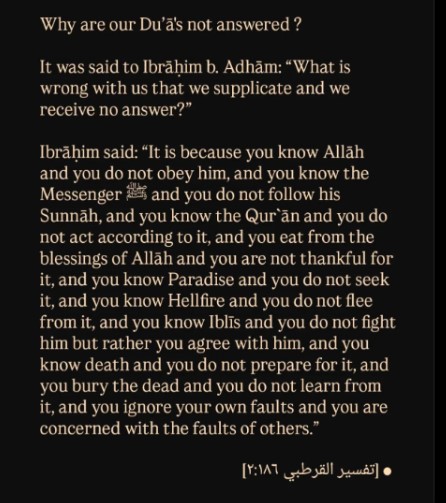 Why are our Du’ā's not answered ?
It was said to Ibrāḥim b. Adhām: “What is
wrong with us that we supplicate and we
receive no answer?”
Ibrāḥim said: “It is because you know Allāh
and you do not obey him, and you know the
Messenger ﷺ and you do not follow his
Sunnāh, and you know the Qur`ān and you do
not act according to it, and you eat from the
blessings of Allāh and you are not thankful for
it, and you know Paradise and you do not seek
it, and you know Hellfire and you do not flee
from it, and you know Iblīs and you do not fight
him but rather you agree with him, and you
know death and you do not prepare for it, and
you bury the dead and you do not learn from
it, and you ignore your own faults and you are
concerned with the faults of others.”
• [تفسير القرطبي ٢:١٨٦]